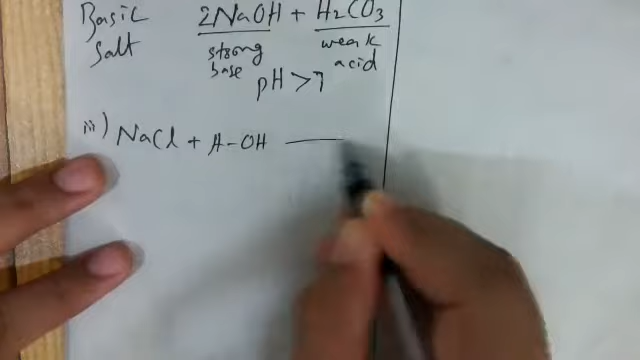 Basic 2NaOH + H2CO3
Salt strong weak
base acid
pH > 7
iii) NaCl + H-OH